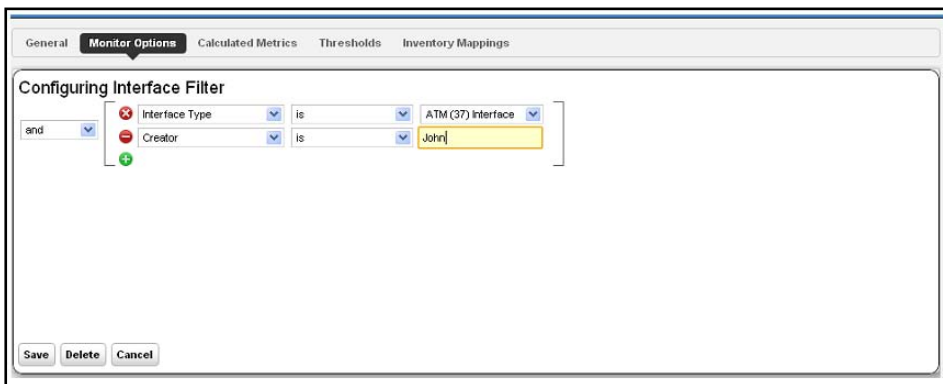 General Monitor Options Calculated Metrics Thresholds Inventory Mappings
Configuring Interface Filter
Interface Type is ATM (37) Interface
and
Creator is John
Save Delete Cancel